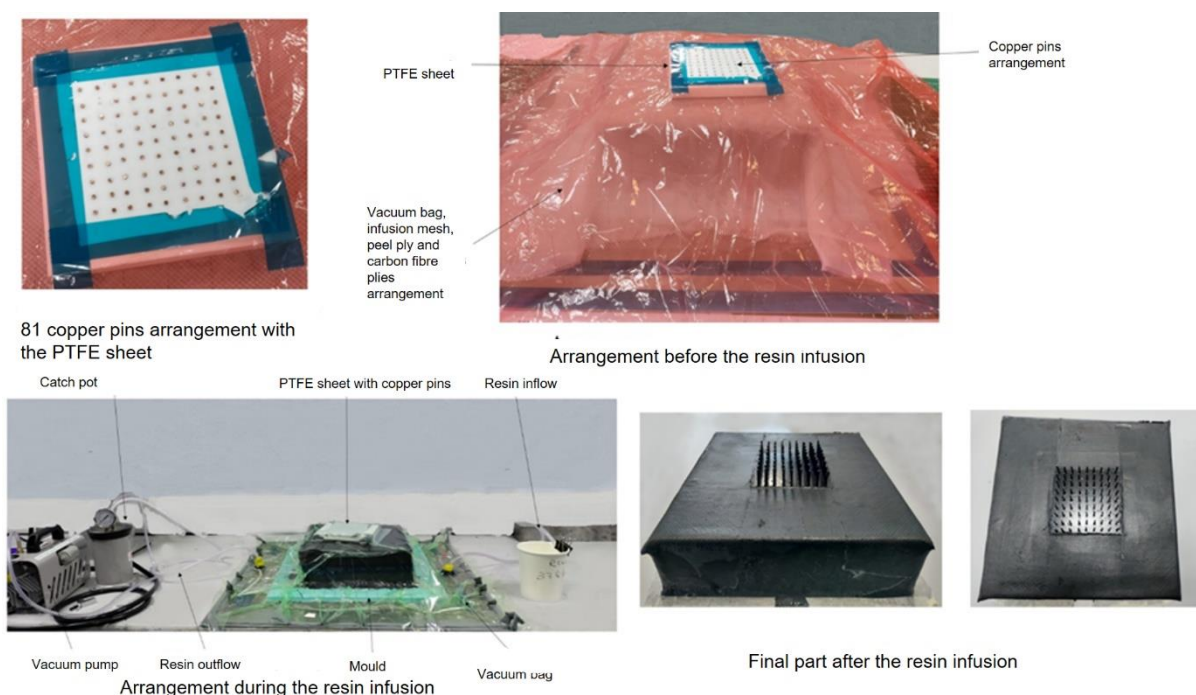 PTFE sheet
Copper pins
arrangement
Vacuum bag,
infusion mesh,
peel ply and
carbon fibre
plies
arrangement
81 copper pins arrangement with
the PTFE sheet
Arrangement before the resin infusion
Catch pot
PTFE sheet with copper pins
Resin inflow
Vacuum pump
Resin outflow
Mould
Vacuum bag
Arrangement during the resin infusion
Final part after the resin infusion